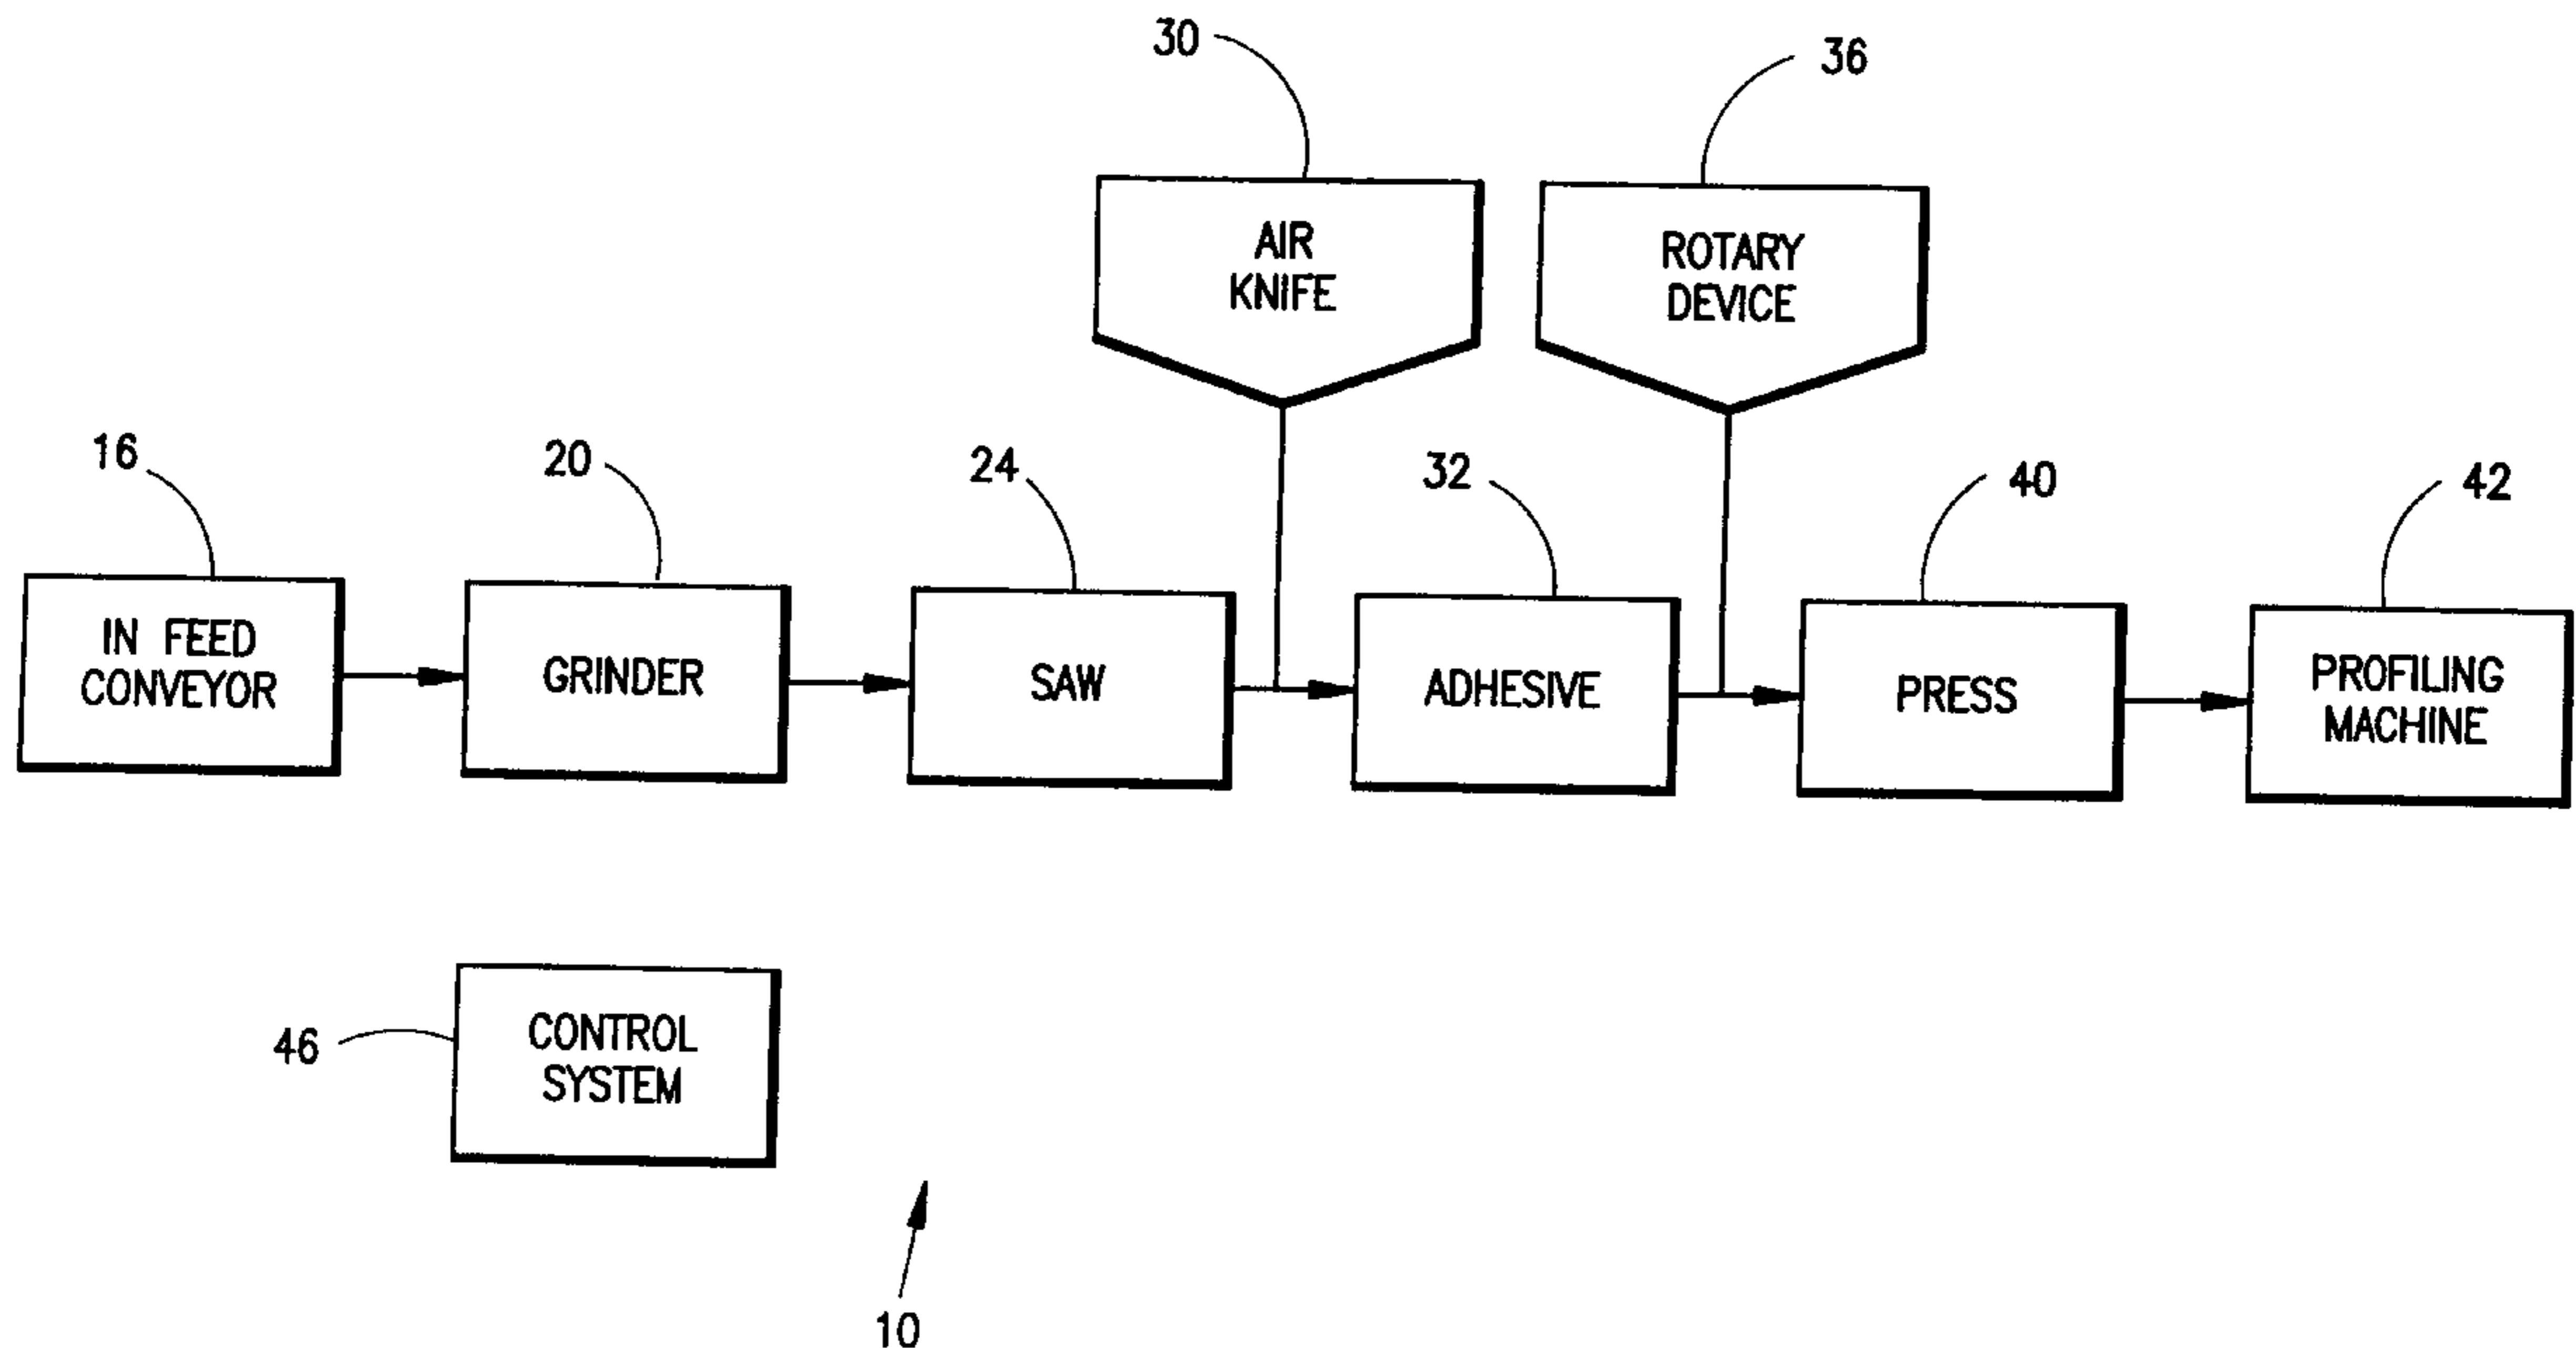 30
36
AIR
KNIFE
ROTARY
DEVICE
16
20
24
32
40
42
IN FEED
CONVEYOR
GRINDER
SAW
ADHESIVE
PRESS
PROFILING
MACHINE
46
CONTROL
SYSTEM
10